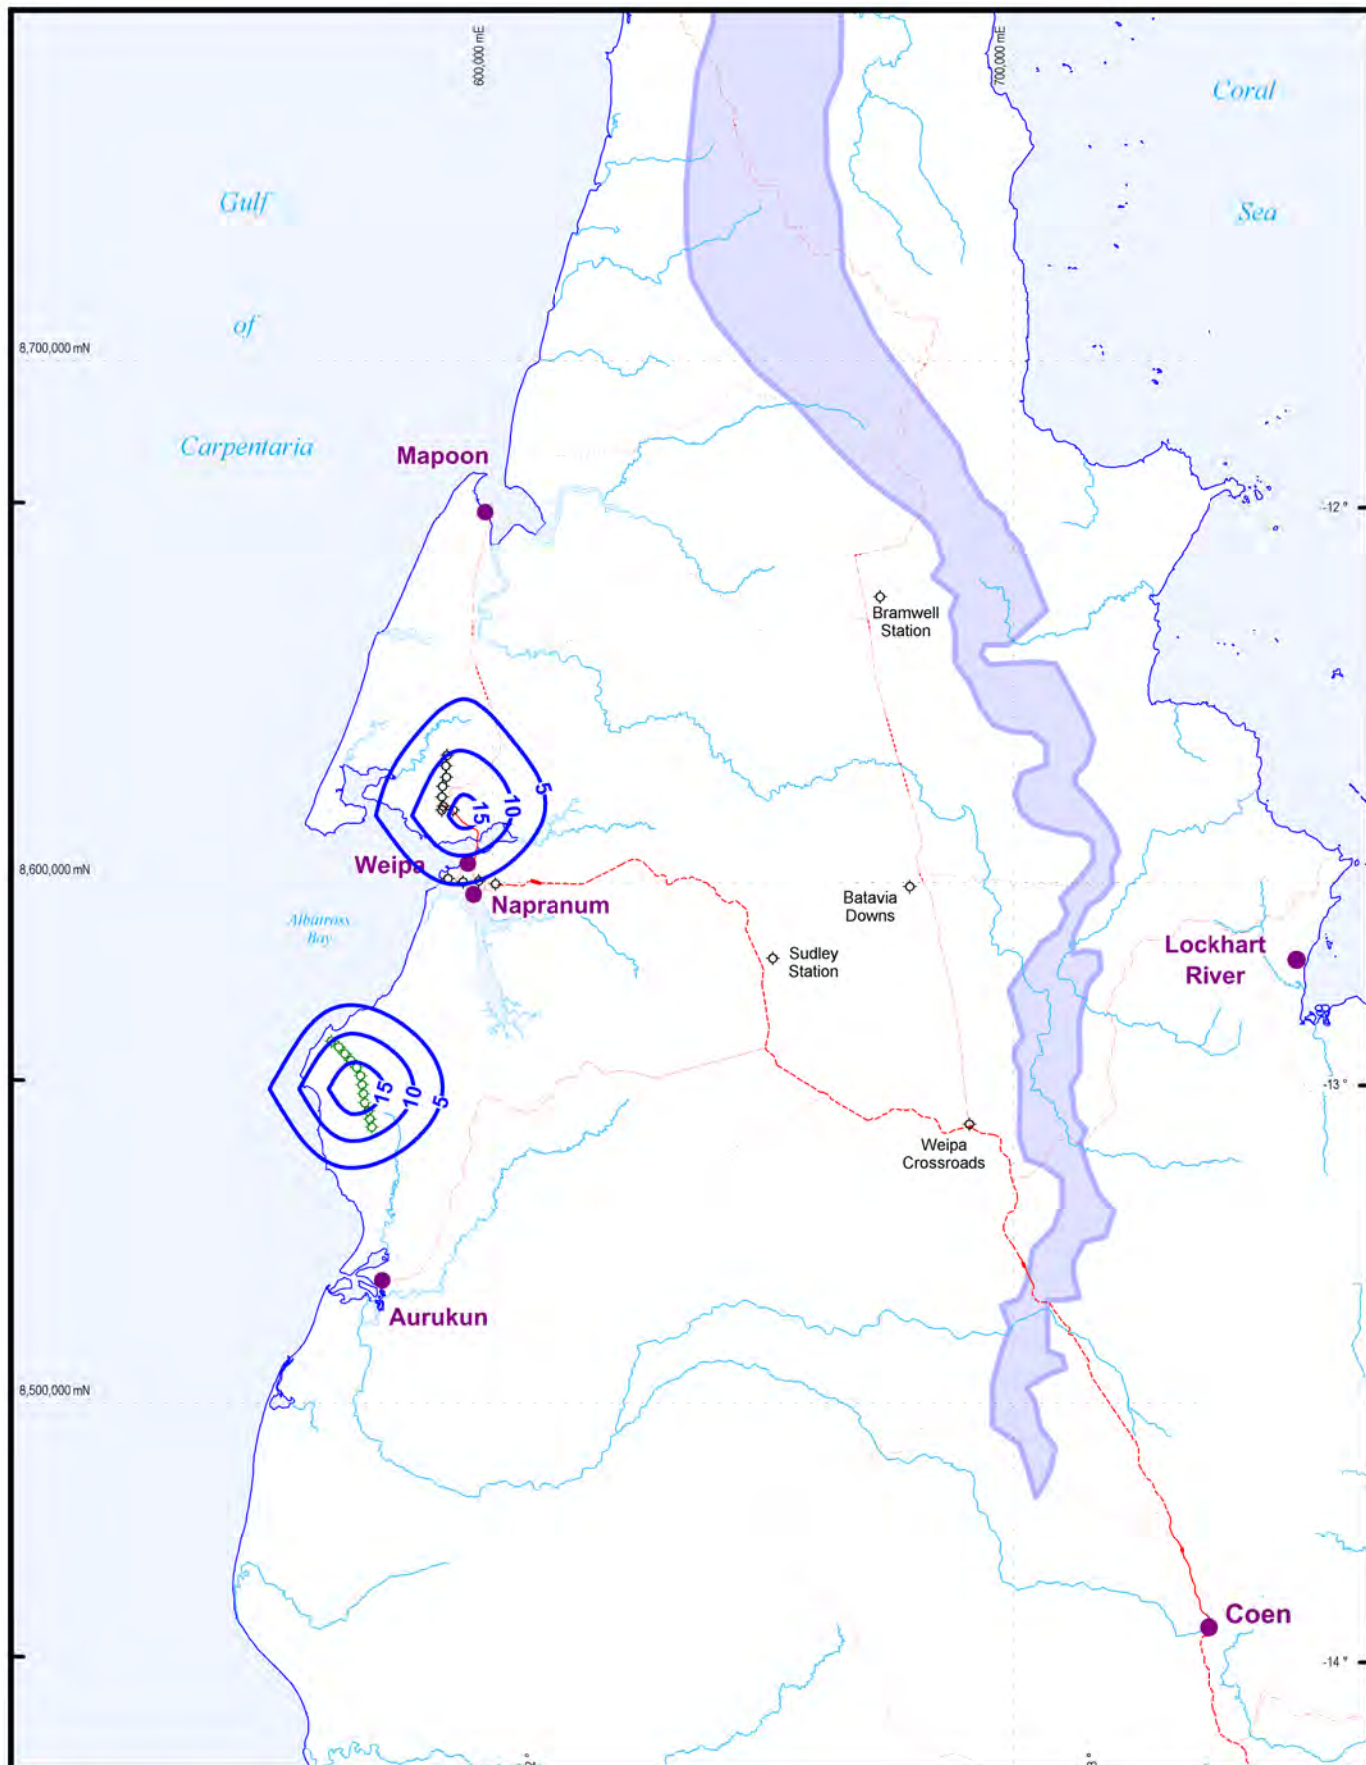 600,000 mE
700,000 mE
Coral
Sea
Gulf
of
Carpentaria
8,700,000 mN
Mapoon
-12°
Bramwell
Station
5
10
15
Weipa
8,600,000 mN
Napranum
Albatross
Bay
Batavia
Downs
Sudley
Station
Lockhart
River
-13°
15
10
5
Weipa
Crossroads
Aurukun
8,500,000 mN
Coen
-14°